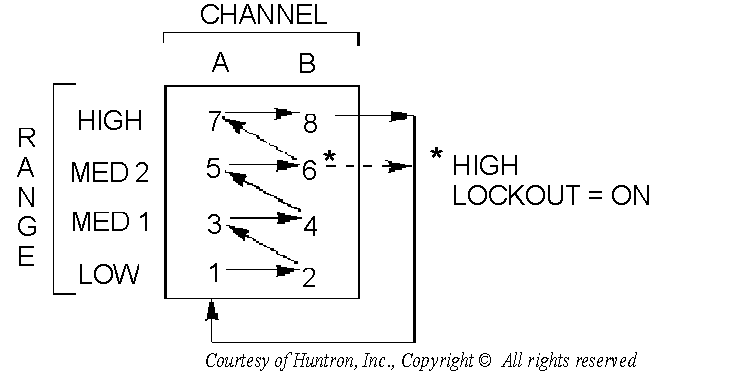 CHANNEL
A B
RANGE
HIGH 7 8
MED 2 5 6 *
MED 1 3 4
LOW 1 2
* HIGH
LOCKOUT = ON
Courtesy of Huntron, Inc., Copyright © All rights reserved